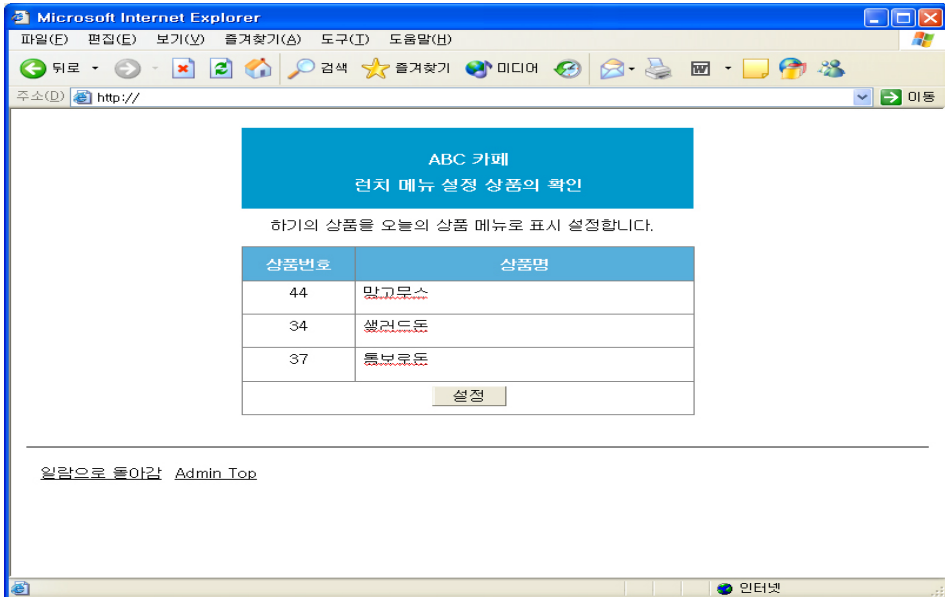 Microsoft Internet Explorer
파일(F) 편집(E) 보기(V) 즐겨찾기(A) 도구(T) 도움말(H)
뒤로 검색 즐겨찾기 미디어
주소(D) http:// 이동
ABC 카페
런치 메뉴 설정 상품의 확인
하기의 상품을 오늘의 상품 메뉴로 표시 설정합니다.
상품번호 상품명
44 망고무스
34 샐러드돈
37 통보로돈
설정
일람으로 돌아감 Admin Top
인터넷